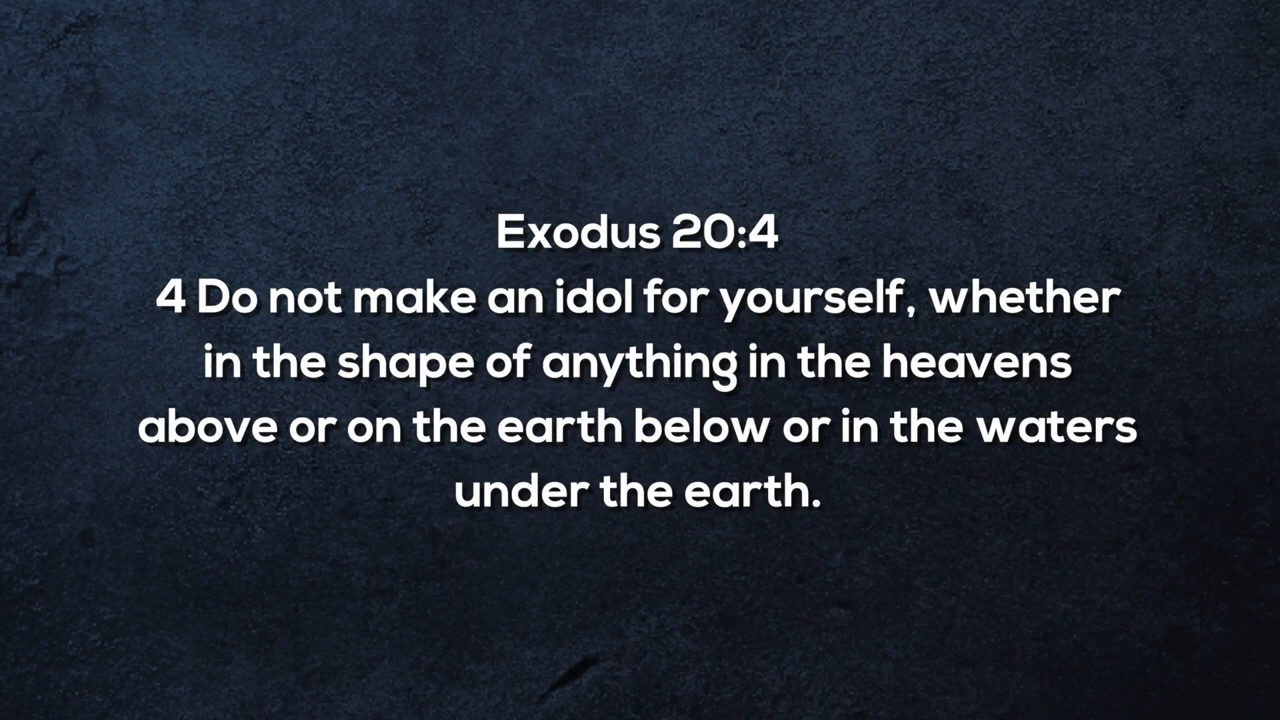 Exodus 20:4
4 Do not make an idol for yourself, whether
in the shape of anything in the heavens
above or on the earth below or in the waters
under the earth.